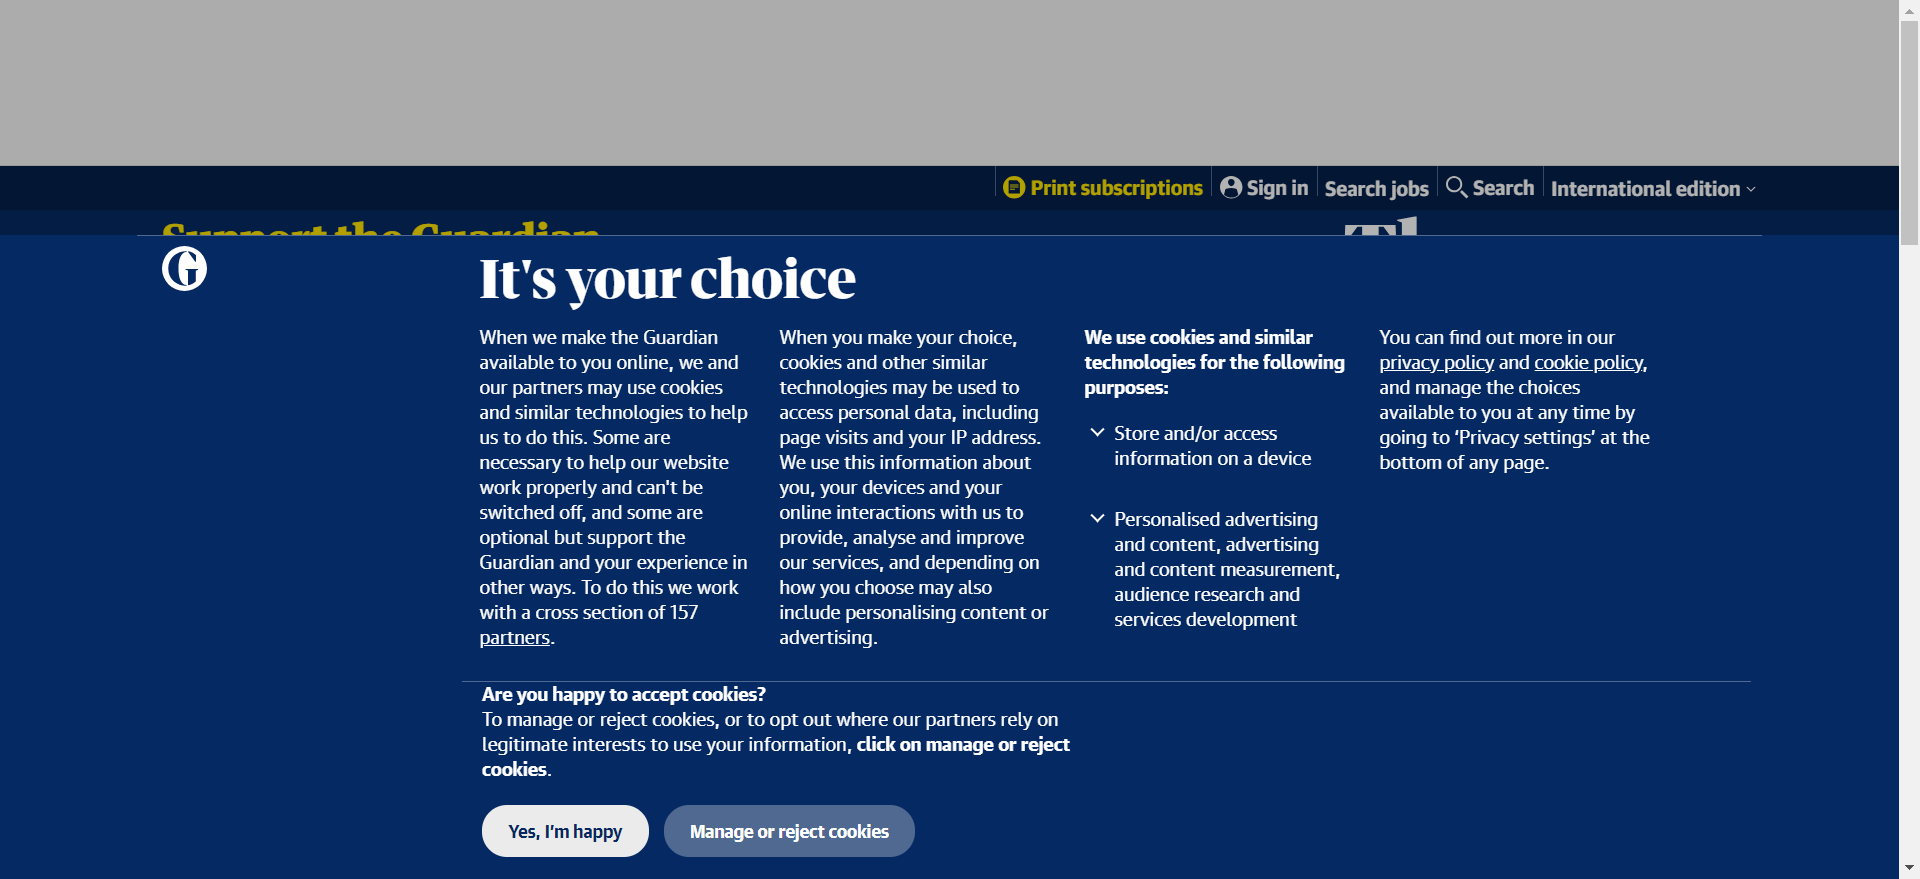 Print subscriptions
Sign in
Search jobs
Search
International edition
Support the Guardian
It's your choice
When we make the Guardian
available to you online, we and
our partners may use cookies
and similar technologies to help
us to do this. Some are
necessary to help our website
work properly and can't be
switched off, and some are
optional but support the
Guardian and your experience in
other ways. To do this we work
with a cross section of 157
partners.
When you make your choice,
cookies and other similar
technologies may be used to
access personal data, including
page visits and your IP address.
We use this information about
you, your devices and your
online interactions with us to
provide, analyse and improve
our services, and depending on
how you choose may also
include personalising content or
advertising.
We use cookies and similar
technologies for the following
purposes:
Store and/or access
information on a device
Personalised advertising
and content, advertising
and content measurement,
audience research and
services development
You can find out more in our
privacy policy and cookie policy,
and manage the choices
available to you at any time by
going to ‘Privacy settings’ at the
bottom of any page.
Are you happy to accept cookies?
To manage or reject cookies, or to opt out where our partners rely on
legitimate interests to use your information, click on manage or reject
cookies.
Yes, I’m happy
Manage or reject cookies